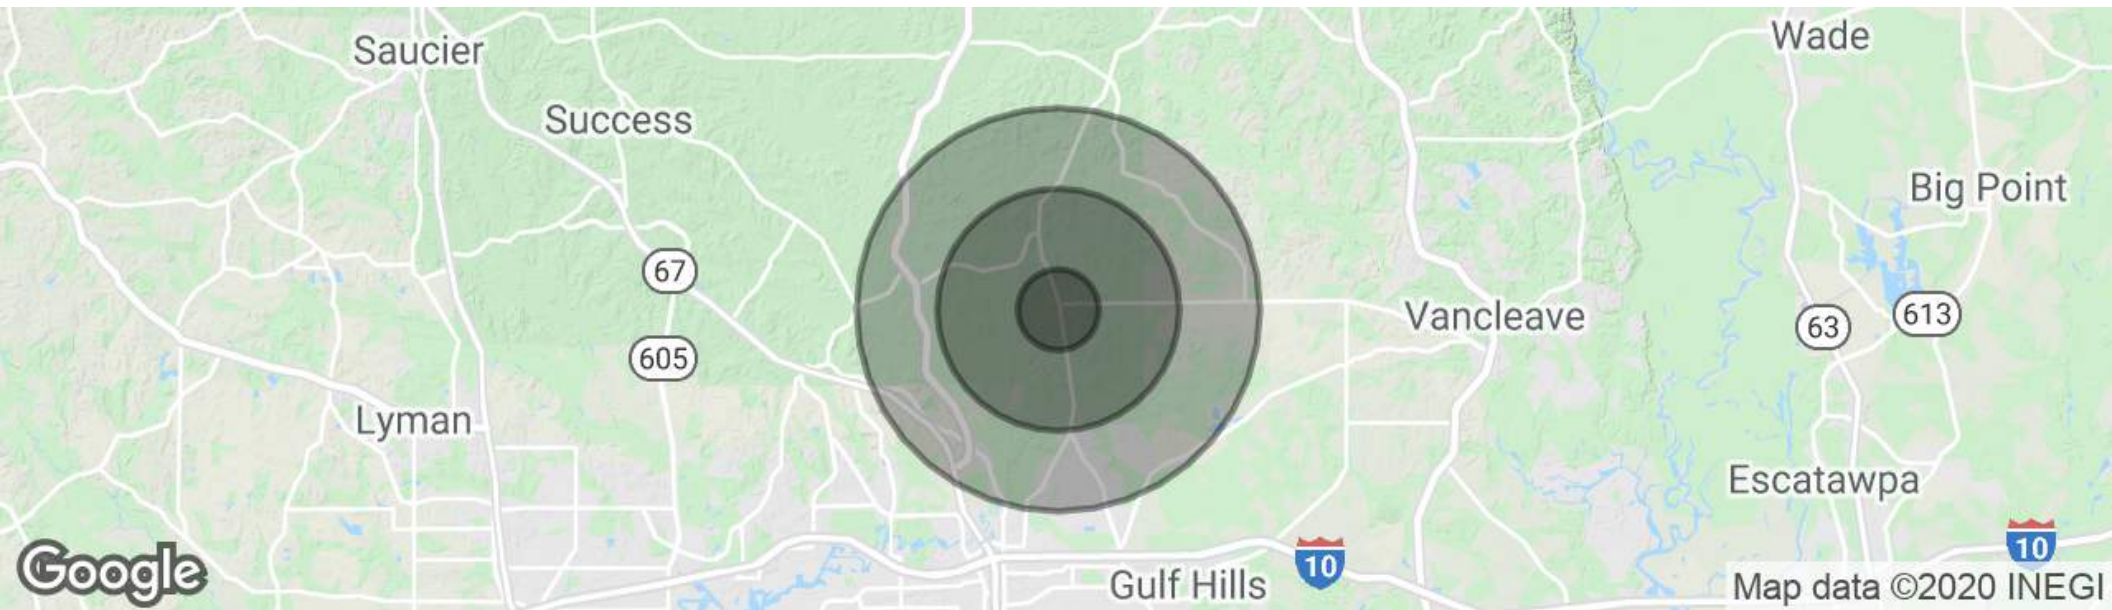 Saucier
Wade
Success
Big Point
67
Vancleave
63
613
605
Lyman
Escatawpa
10
10
Gulf Hills
Google
Map data ©2020 INEGI